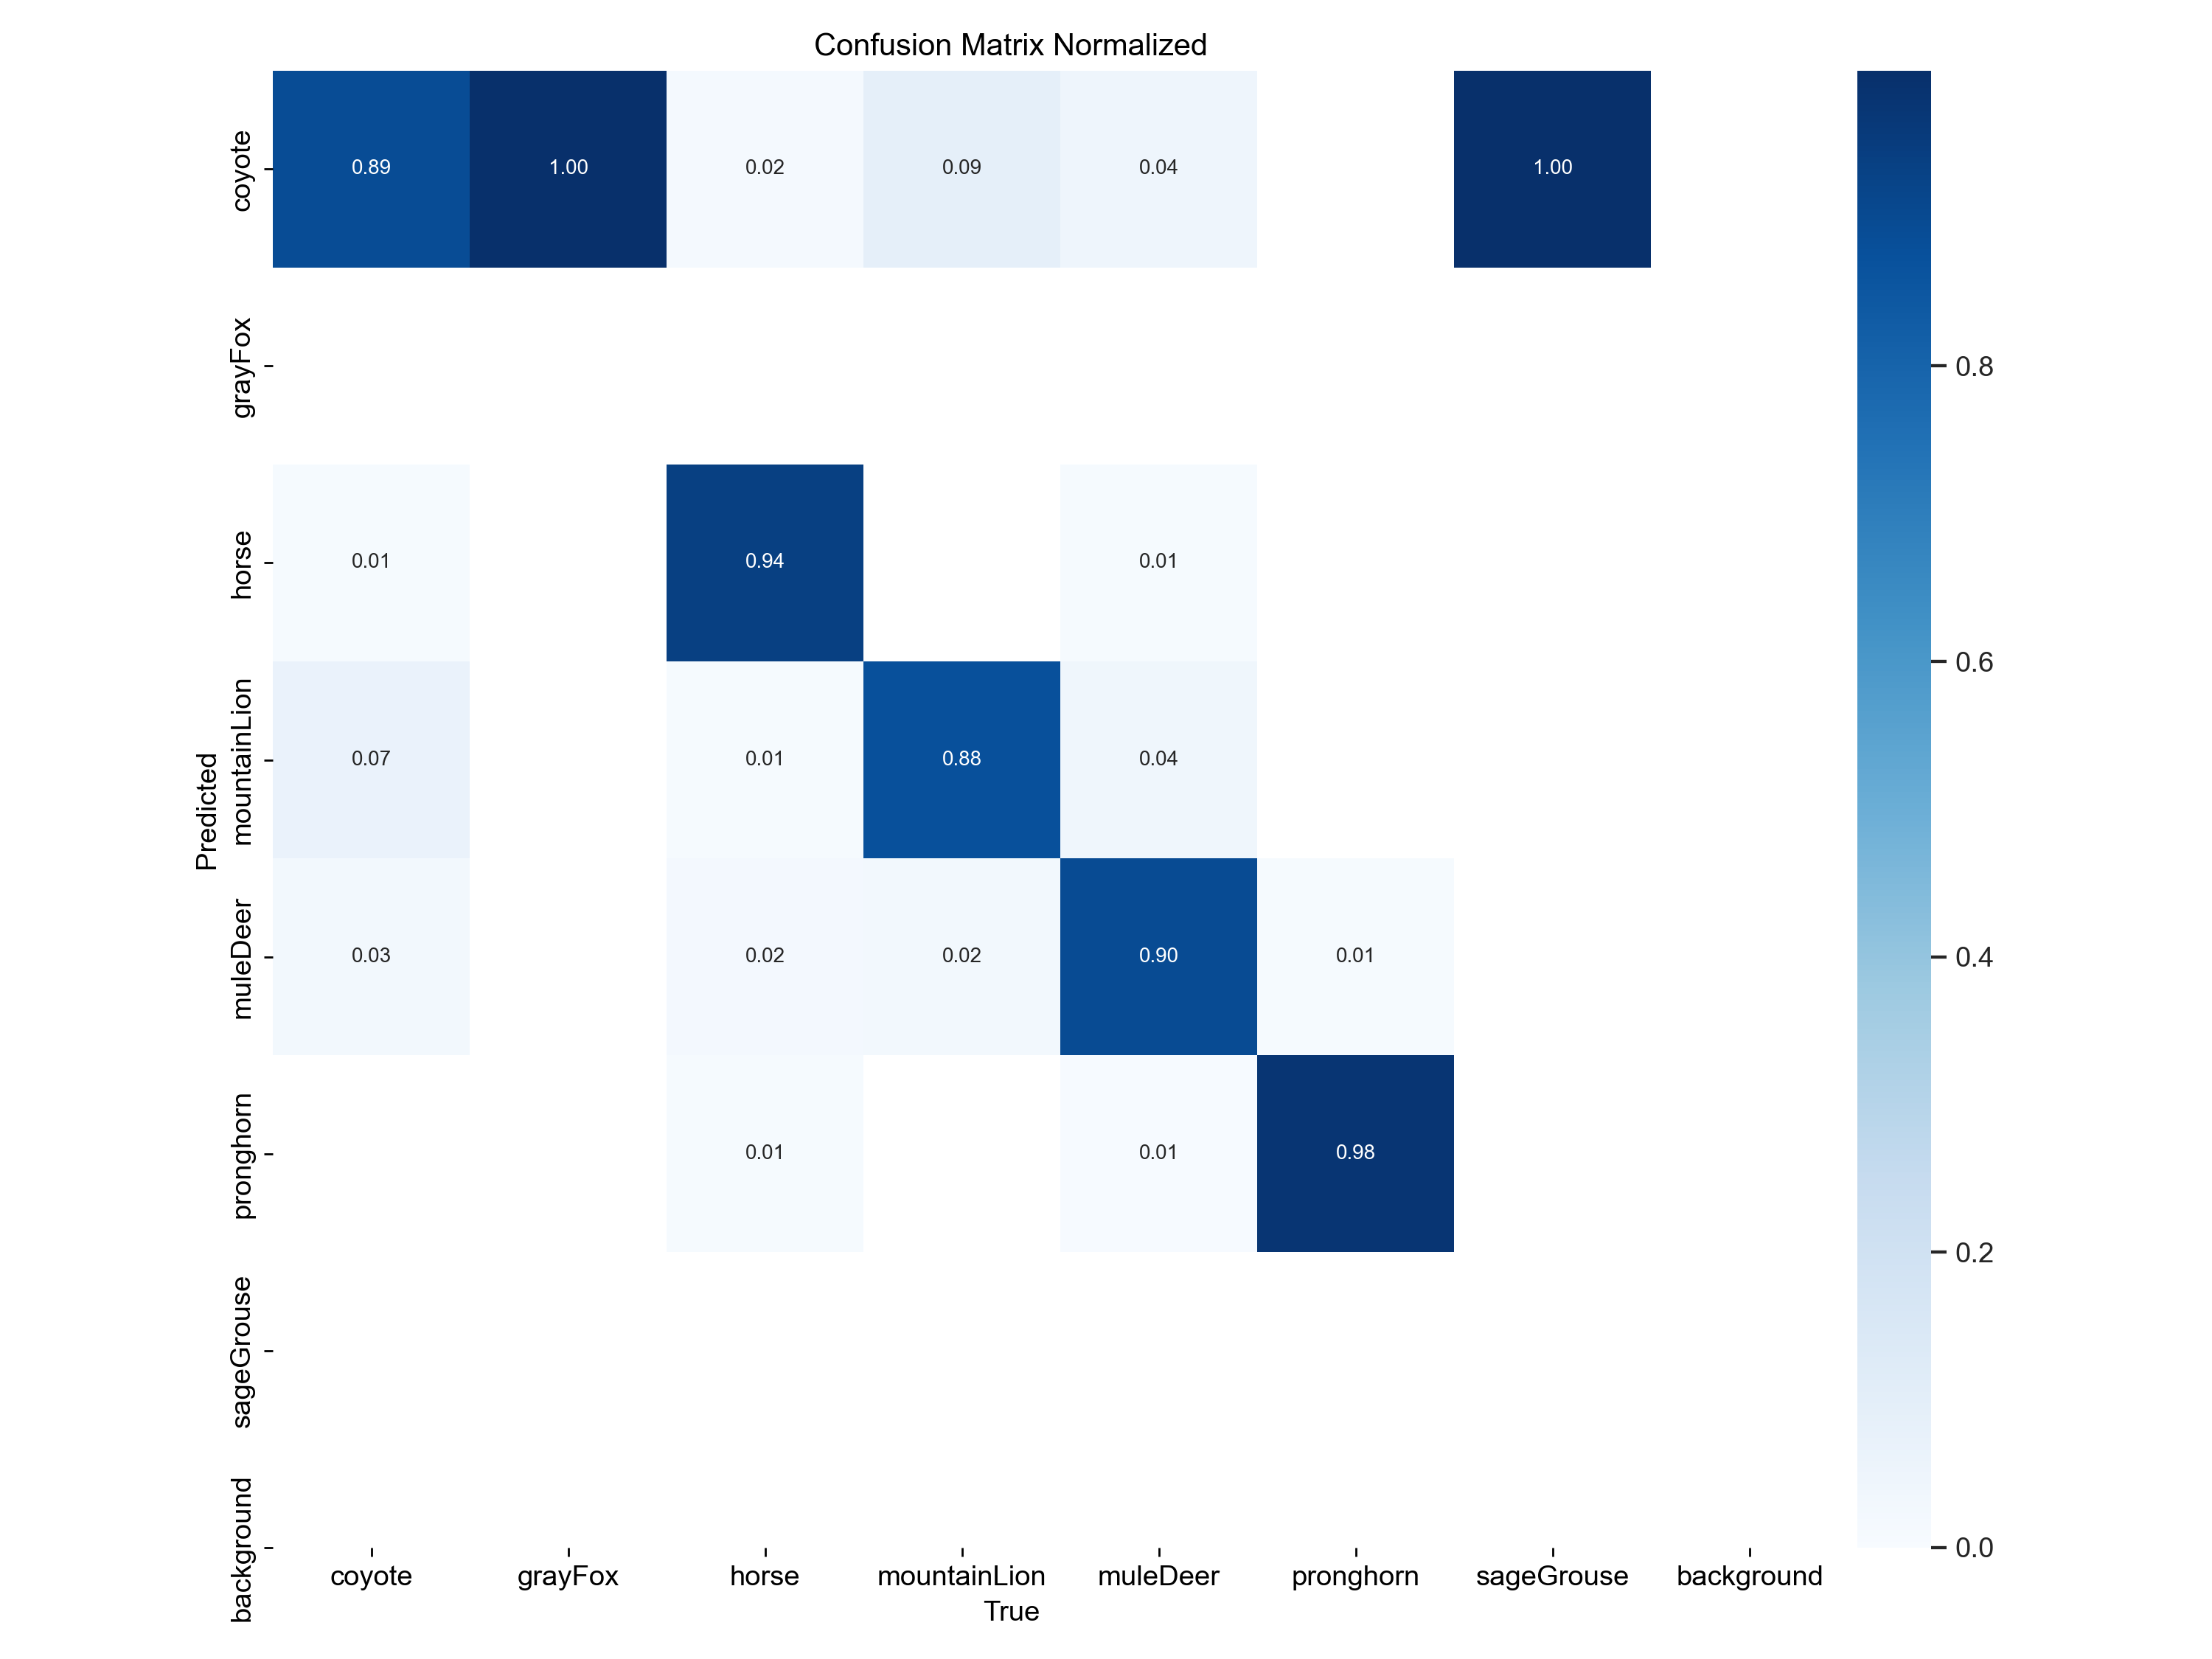 Confusion Matrix Normalized
coyote
0.89
1.00
0.02
0.09
0.04
1.00
grayFox
0.8
horse
0.01
0.94
0.01
0.6
mountainLion
0.07
0.01
0.88
0.04
Predicted
muleDeer
0.03
0.02
0.02
0.90
0.01
0.4
pronghorn
0.01
0.01
0.98
0.2
sageGrouse
background
0.0
coyote
grayFox
horse
mountainLion
muleDeer
pronghorn
sageGrouse
background
True